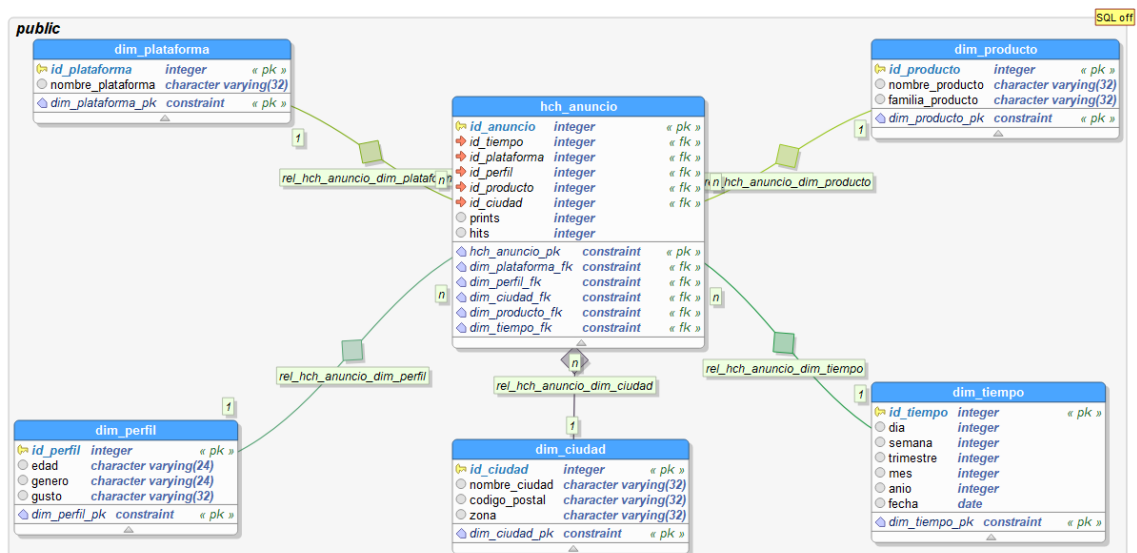 SQL off
public
dim_plataforma
id_plataforma integer « pk »
nombre_plataforma character varying(32)
dim_plataforma_pk constraint « pk »
dim_producto
id_producto integer « pk »
nombre_producto character varying(32)
familia_producto character varying(32)
dim_producto_pk constraint « pk »
hch_anuncio
id_anuncio integer « pk »
id_tiempo integer « fk »
id_plataforma integer « fk »
id_perfil integer « fk »
id_producto integer « fk »
id_ciudad integer « fk »
prints integer
hits integer
hch_anuncio_pk constraint « pk »
dim_plataforma_fk constraint « fk »
dim_perfil_fk constraint « fk »
dim_ciudad_fk constraint « fk »
dim_producto_fk constraint « fk »
dim_tiempo_fk constraint « fk »
1
n
1
n
hch_anuncio_dim_producto
n
n
n
rel_hch_anuncio_dim_perfil
rel_hch_anuncio_dim_ciudad
rel_hch_anuncio_dim_tiempo
1
1
1
dim_perfil
id_perfil integer « pk »
edad character varying(24)
genero character varying(24)
gusto character varying(32)
dim_perfil_pk constraint « pk »
dim_ciudad
id_ciudad integer « pk »
nombre_ciudad character varying(32)
codigo_postal character varying(32)
zona character varying(32)
dim_ciudad_pk constraint « pk »
dim_tiempo
id_tiempo integer « pk »
dia integer
semana integer
trimestre integer
mes integer
anio integer
fecha date
dim_tiempo_pk constraint « pk »